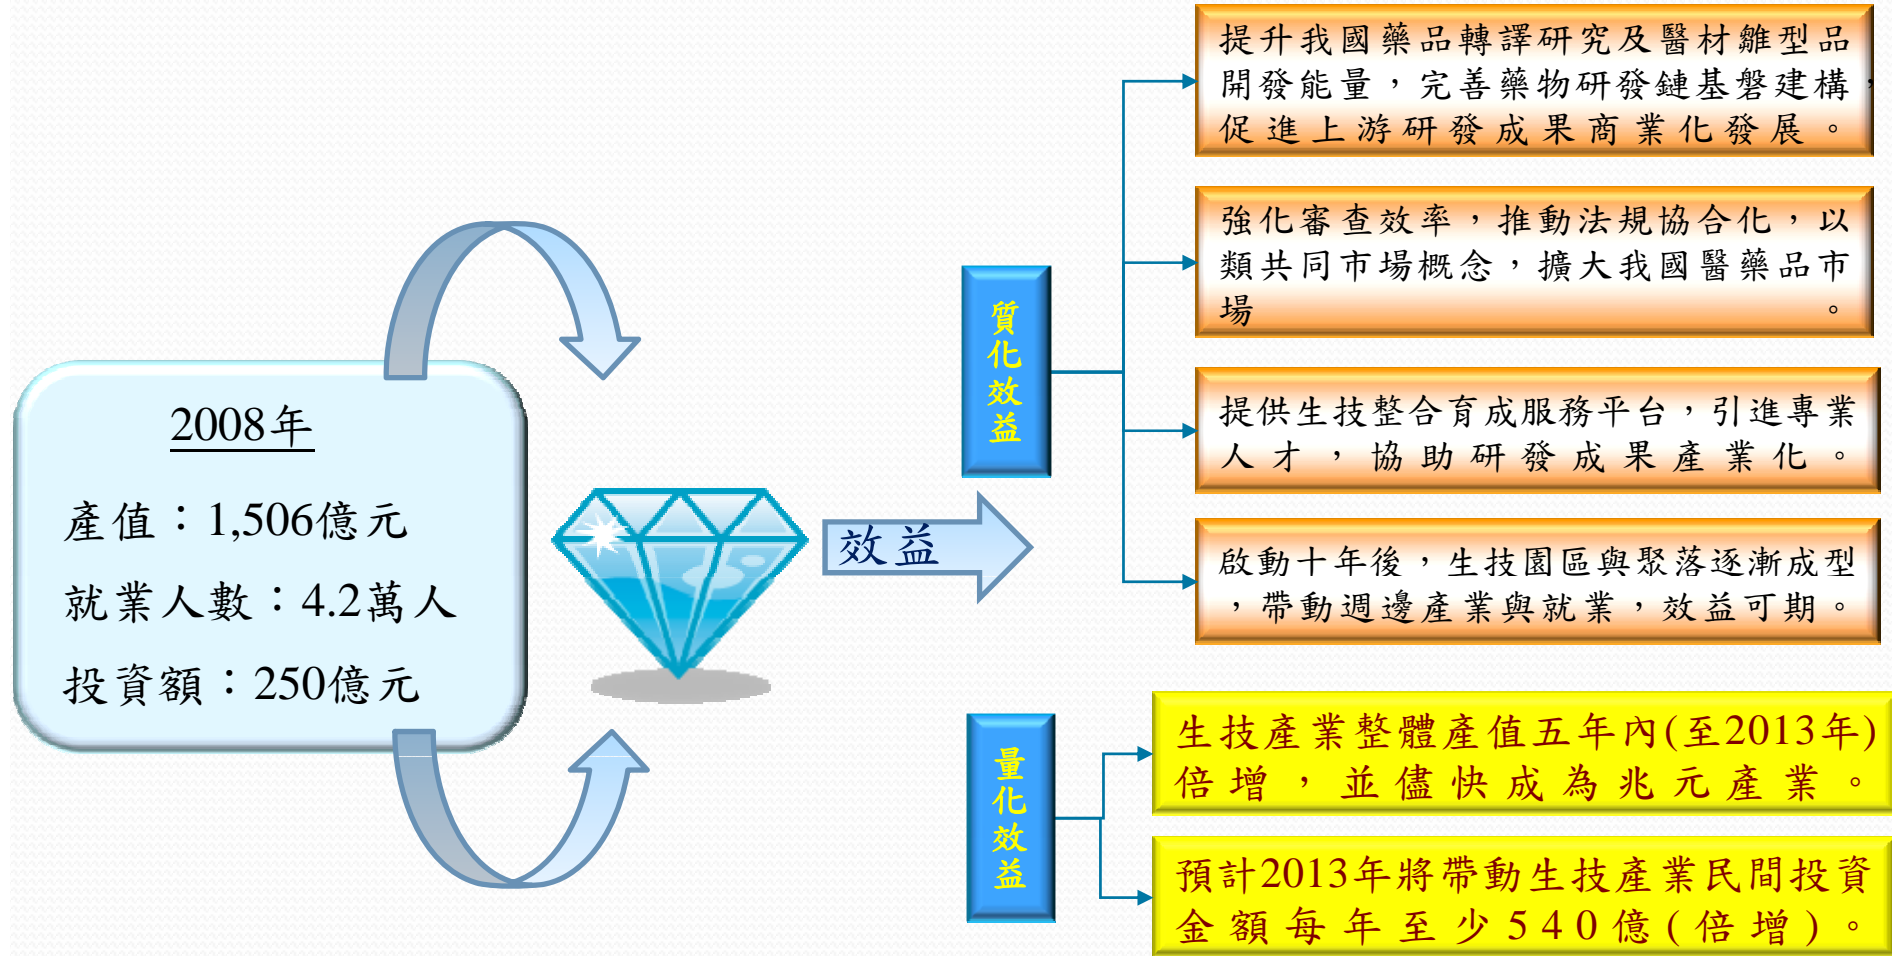 2008年
產值：1,506億元
就業人數：4.2萬人
投資額：250億元
效益
質化效益
提升我國藥品轉譯研究及醫材雛型品
開發能量，完善藥物研發鏈基磐建構，
促進上游研發成果商業化發展。
強化審查效率，推動法規協合化，以
類共同市場概念，擴大我國醫藥品市
場。
提供生技整合育成服務平台，引進專業
人才，協助研發成果產業化。
啟動十年後，生技園區與聚落逐漸成型
，帶動週邊產業與就業，效益可期。
量化效益
生技產業整體產值五年內(至2013年)
倍增，並儘快成為兆元產業。
預計2013年將帶動生技產業民間投資
金額每年至少540億(倍增)。